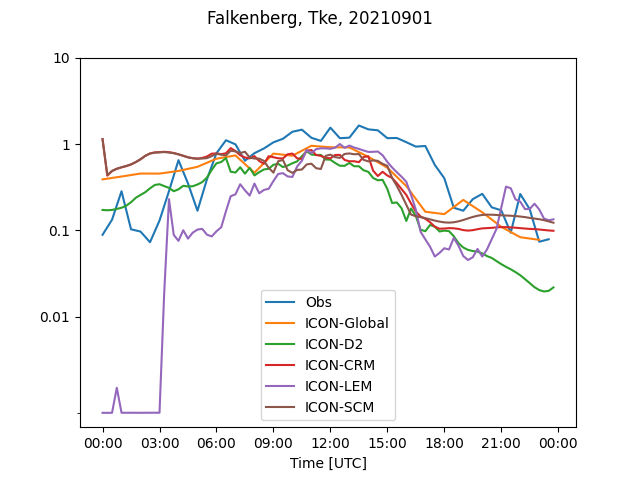 Falkenberg, Tke, 20210901
10
1
0.1
0.01
Obs
ICON-Global
ICON-D2
ICON-CRM
ICON-LEM
ICON-SCM
00:00 03:00 06:00 09:00 12:00 15:00 18:00 21:00 00:00
Time [UTC]